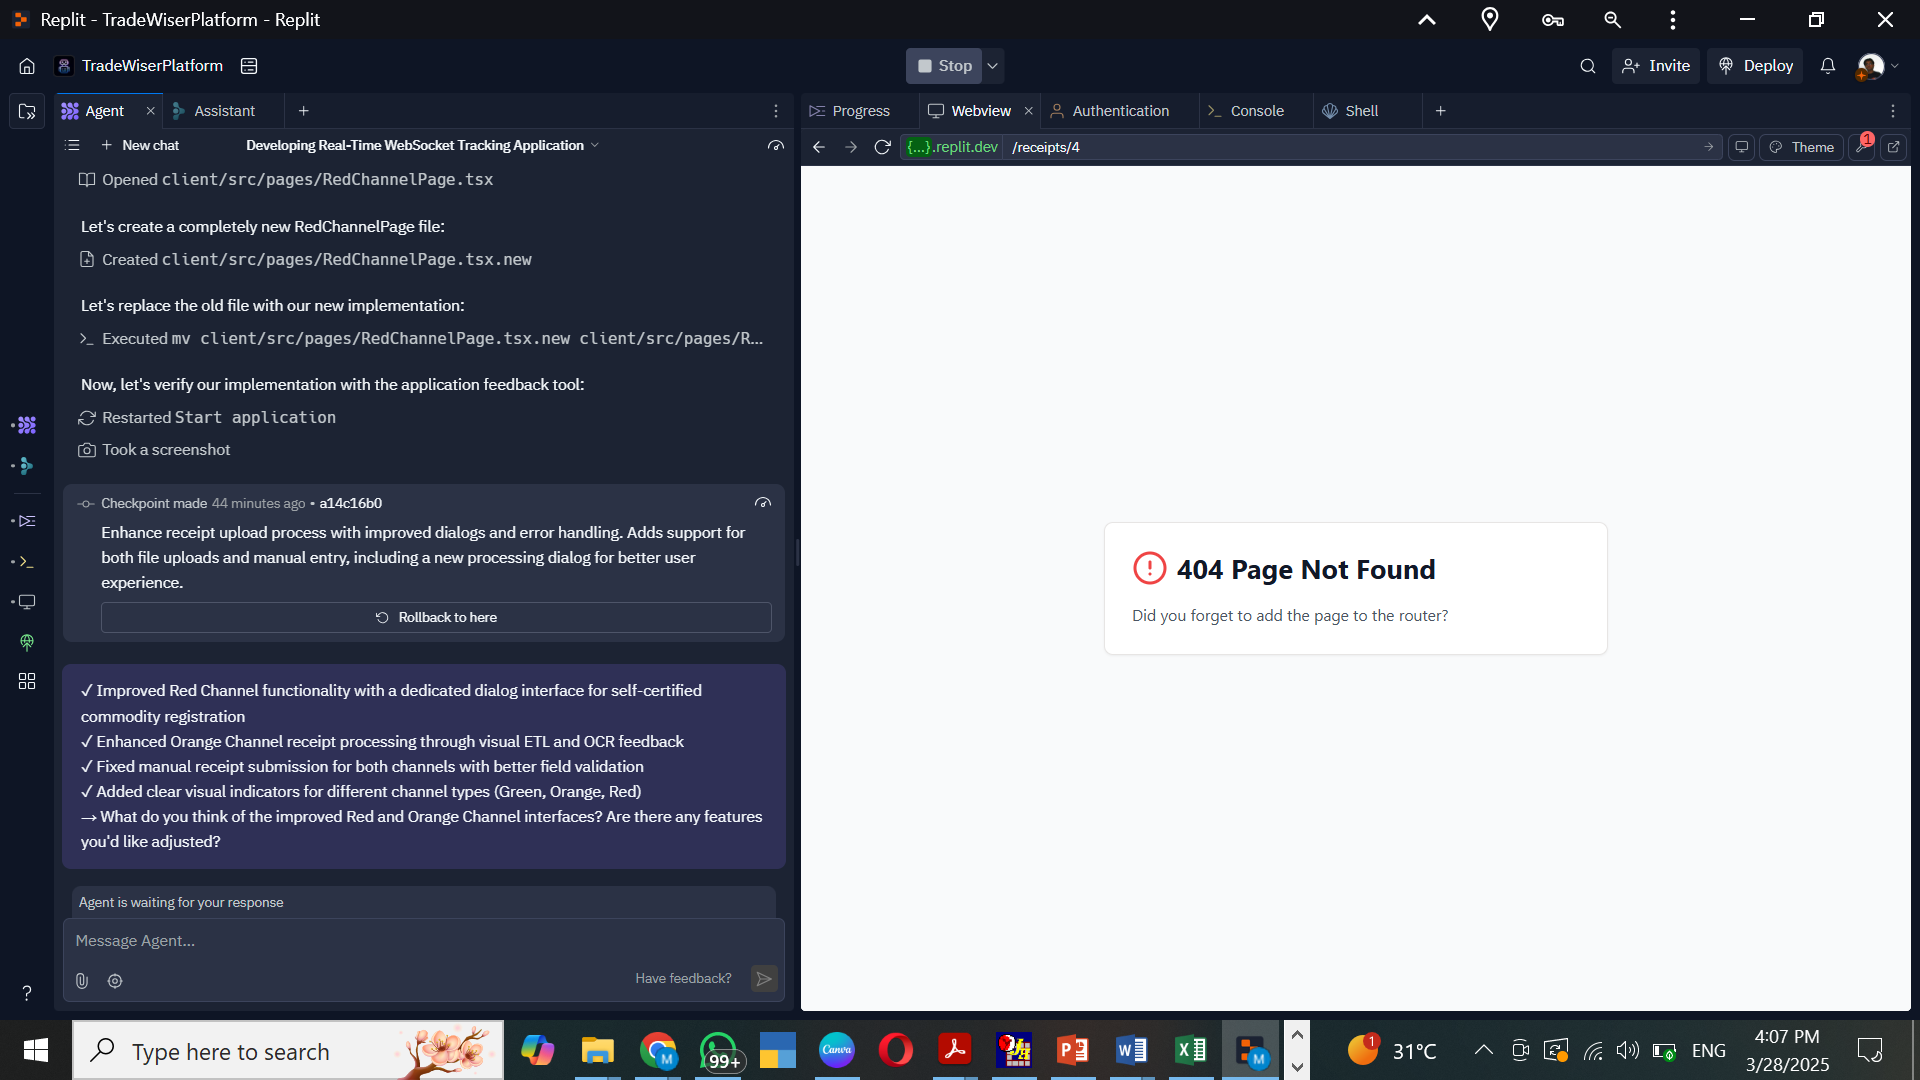 Replit - TradeWiserPlatform - Replit
TradeWiserPlatform
Stop
Invite
Deploy
Agent
Assistant
Progress
Webview
Authentication
Console
Shell
New chat
Developing Real-Time WebSocket Tracking Application
{...}.replit.dev
/receipts/4
Theme
1
Opened client/src/pages/RedChannelPage.tsx
Let's create a completely new RedChannelPage file:
Created client/src/pages/RedChannelPage.tsx.new
Let's replace the old file with our new implementation:
Executed mv client/src/pages/RedChannelPage.tsx.new client/src/pages/R...
Now, let's verify our implementation with the application feedback tool:
Restarted Start application
Took a screenshot
Checkpoint made 44 minutes ago • a14c16b0
Enhance receipt upload process with improved dialogs and error handling. Adds support for
both file uploads and manual entry, including a new processing dialog for better user
experience.
Rollback to here
✓ Improved Red Channel functionality with a dedicated dialog interface for self-certified
commodity registration
✓ Enhanced Orange Channel receipt processing through visual ETL and OCR feedback
✓ Fixed manual receipt submission for both channels with better field validation
✓ Added clear visual indicators for different channel types (Green, Orange, Red)
→ What do you think of the improved Red and Orange Channel interfaces? Are there any features
you'd like adjusted?
Agent is waiting for your response
Message Agent...
Have feedback?
404 Page Not Found
Did you forget to add the page to the router?
Type here to search
99+
Canva
1
31°C
ENG
4:07 PM
3/28/2025